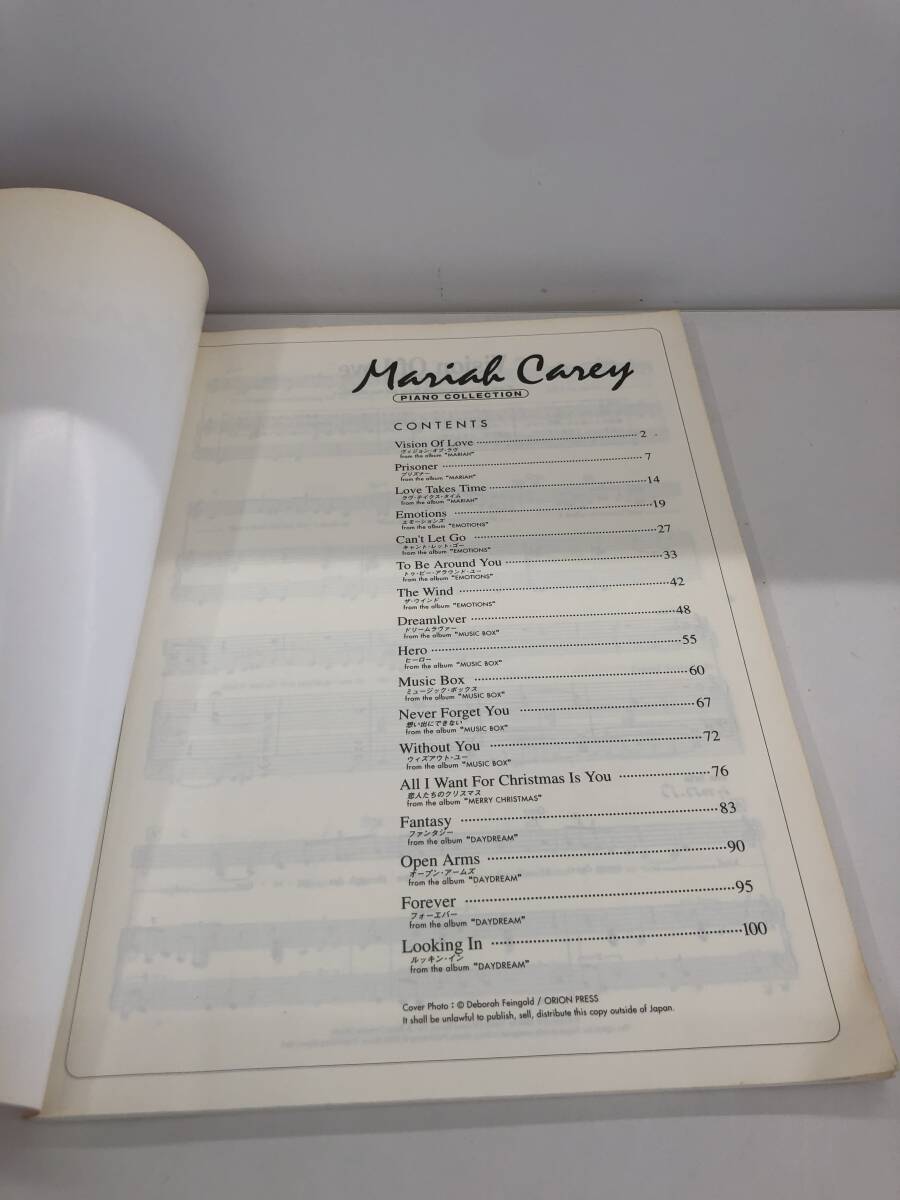 Mariah Carey
PIANO COLLECTION
CONTENTS
Vision Of Love 2
ヴィジョン・オブ・ラヴ
from the album "MARIAH"
Prisoner 7
プリズナー
from the album "MARIAH"
Love Takes Time 14
ラヴ・テイクス・タイム
from the album "MARIAH"
Emotions 19
エモーションズ
from the album "EMOTIONS"
Can't Let Go 27
キャント・レット・ゴー
from the album "EMOTIONS"
To Be Around You 33
トゥ・ビー・アラウンド・ユー
from the album "EMOTIONS"
The Wind 42
ザ・ウインド
from the album "EMOTIONS"
Dreamlover 48
ドリームラヴァー
from the album "MUSIC BOX"
Hero 55
ヒーロー
from the album "MUSIC BOX"
Music Box 60
ミュージック・ボックス
from the album "MUSIC BOX"
Never Forget You 67
想い出にできない
from the album "MUSIC BOX"
Without You 72
ウィズアウト・ユー
from the album "MUSIC BOX"
All I Want For Christmas Is You 76
恋人たちのクリスマス
from the album "MERRY CHRISTMAS"
Fantasy 83
ファンタジー
from the album "DAYDREAM"
Open Arms 90
オープン・アームズ
from the album "DAYDREAM"
Forever 95
フォーエバー
from the album "DAYDREAM"
Looking In 100
ルッキン・イン
from the album "DAYDREAM"
Cover Photo : © Deborah Feingold / ORION PRESS
It shall be unlawful to publish, sell, distribute this copy outside of Japan.